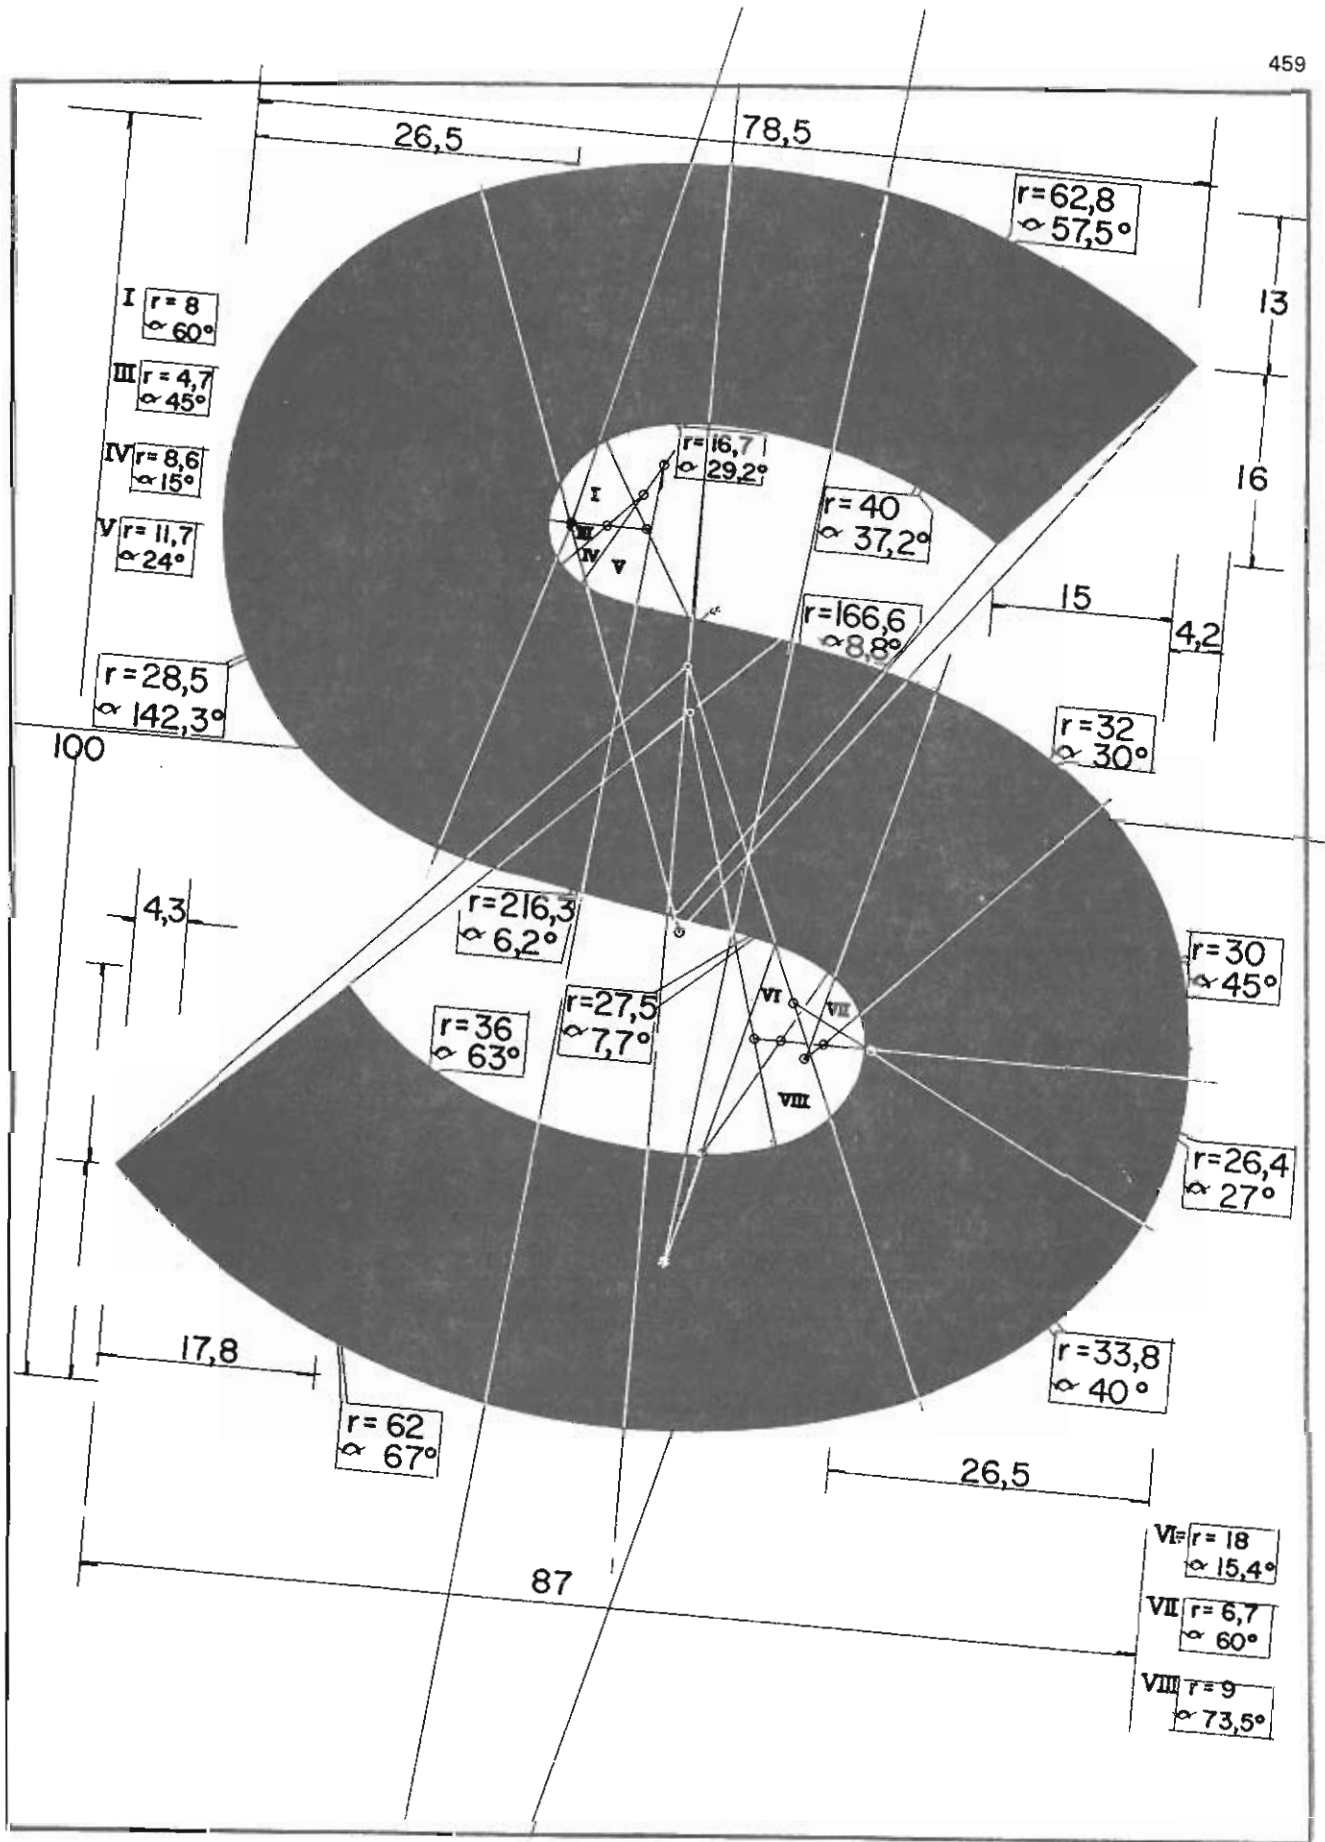 459
78,5
26,5
r=62,8
∝ 57,5°
13
I r=8
∝ 60°
III r=4,7
∝ 45°
IV r=8,6
∝ 15°
V r=11,7
∝ 24°
r=16,7
∝ 29,2°
I
III
IV
V
r=40
∝ 37,2°
16
15
4,2
r=166,6
∝ 8,8°
r=28,5
∝ 142,3°
100
r=32
∝ 30°
4,3
r=216,3
∝ 6,2°
r=30
∝ 45°
r=27,5
∝ 7,7°
r=36
∝ 63°
VI
VII
VIII
r=26,4
∝ 27°
17,8
r=33,8
∝ 40°
r=62
∝ 67°
26,5
87
VI= r=18
∝ 15,4°
VII r=6,7
∝ 60°
VIII r=9
∝ 73,5°